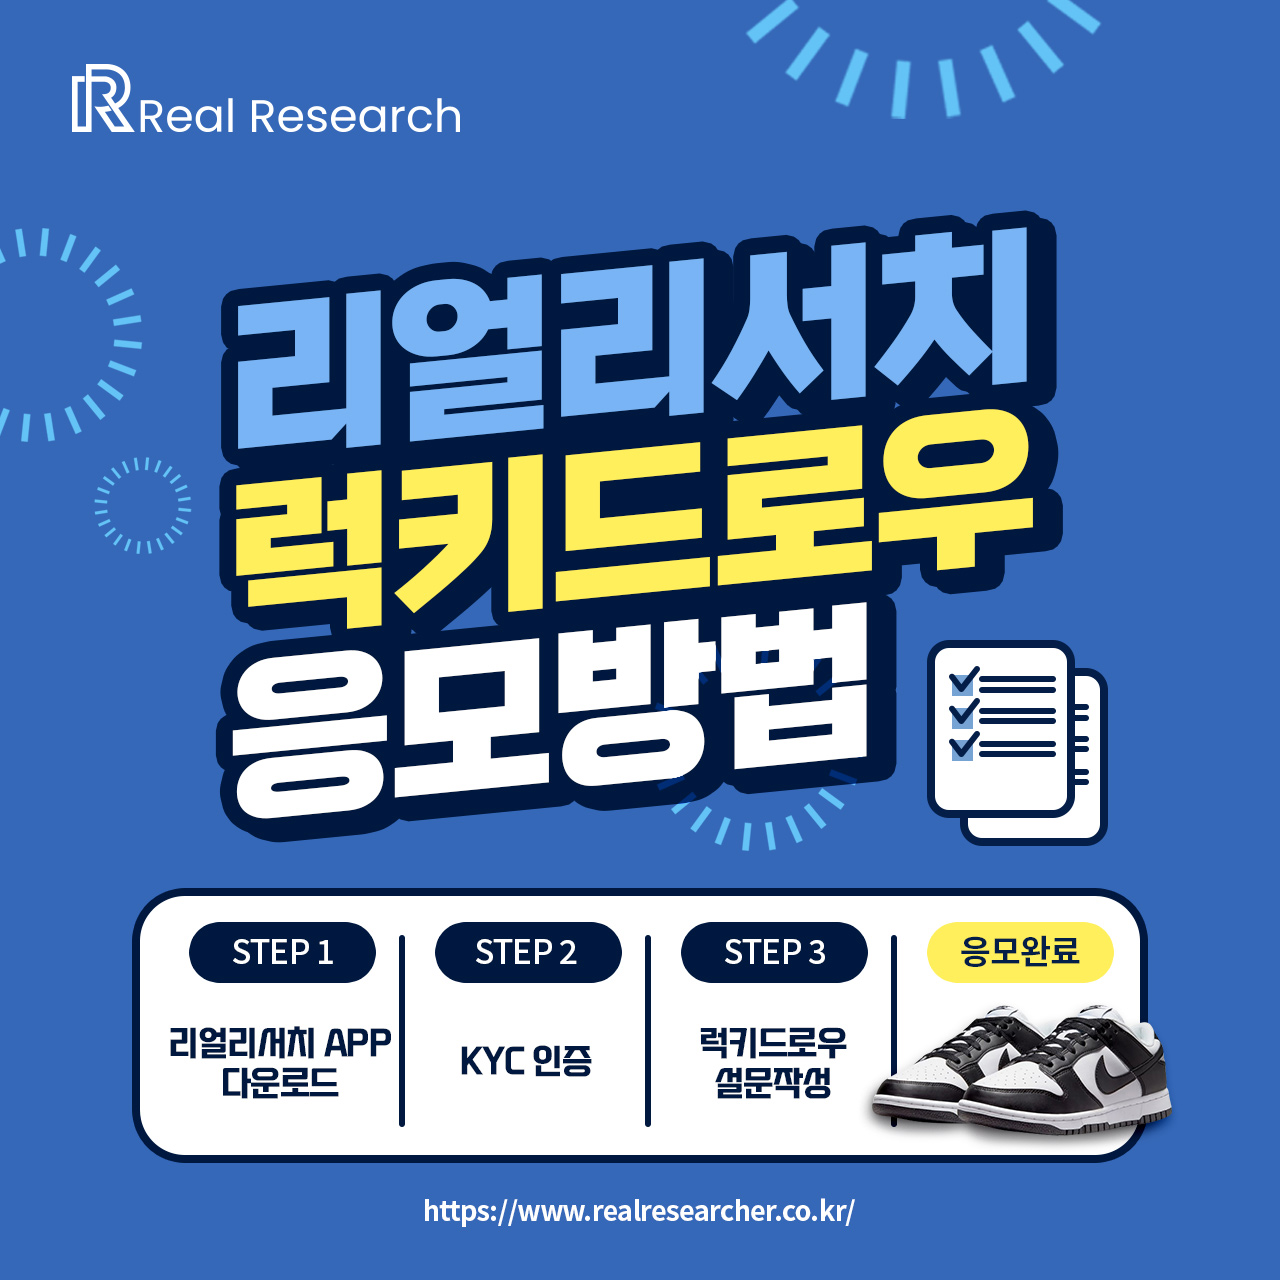 Real Research
리얼리서치
럭키드로우
응모방법
STEP 1
리얼리서치 APP
다운로드
STEP 2
KYC 인증
STEP 3
럭키드로우
설문작성
응모완료
https://www.realresearcher.co.kr/